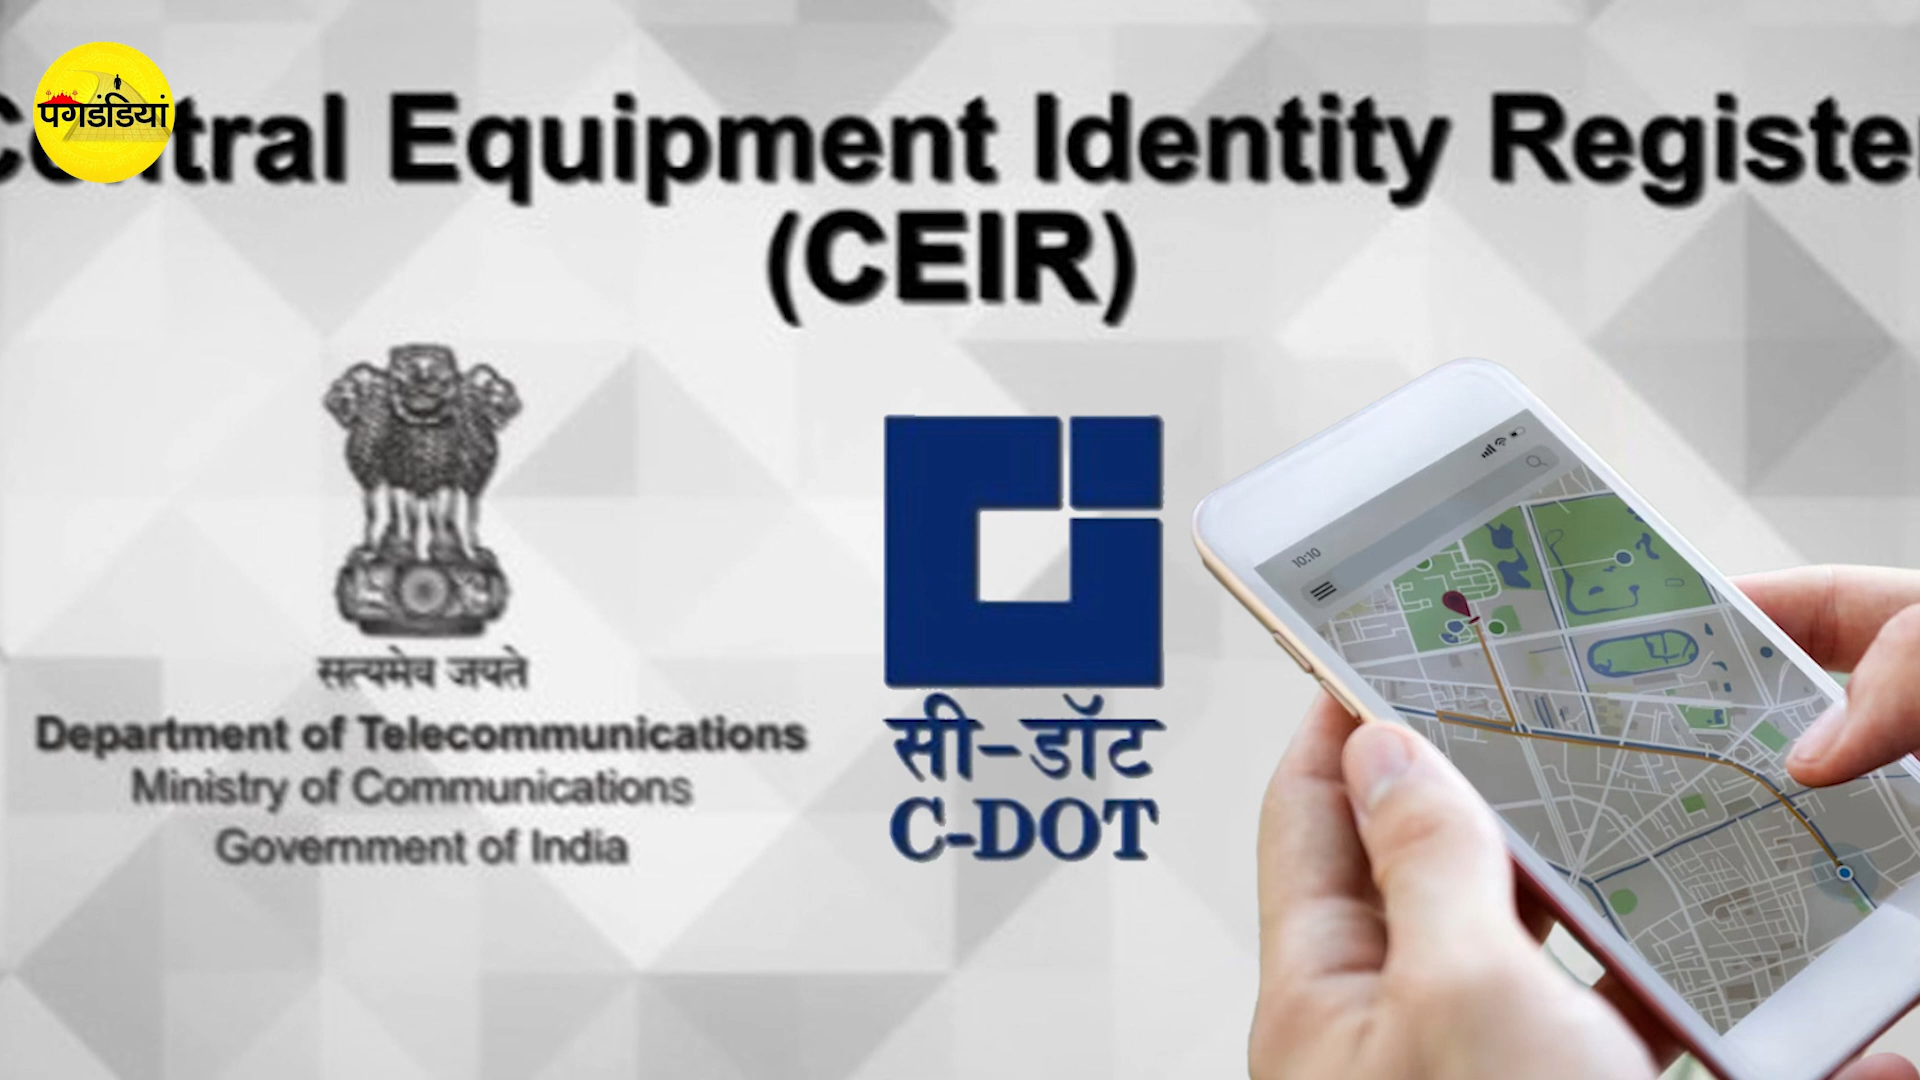 पगडंडियां
Central Equipment Identity Register
(CEIR)
सत्यमेव जयते
Department of Telecommunications
Ministry of Communications
Government of India
सी-डॉट
C-DOT
10:10